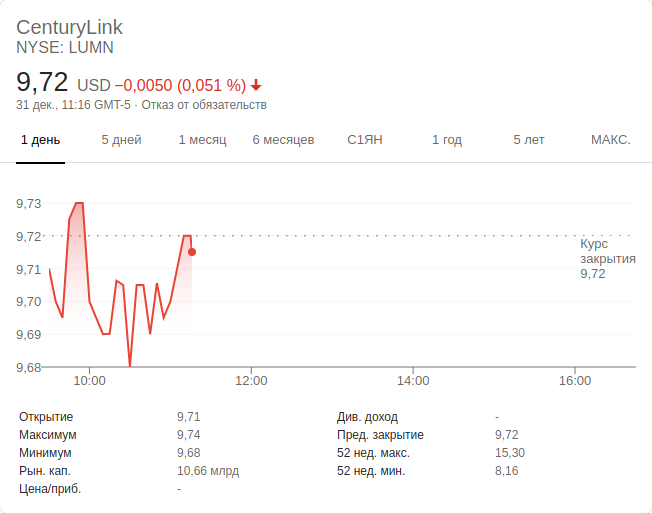 CenturyLink
NYSE: LUMN
9,72 USD −0,0050 (0,051 %)
31 дек., 11:16 GMT-5 · Отказ от обязательств
1 день 5 дней 1 месяц 6 месяцев С1ЯН 1 год 5 лет МАКС.
9,73
9,72
9,71
9,70
9,69
9,68
Курс
закрытия
9,72
10:00 12:00 14:00 16:00
Открытие 9,71 Див. доход -
Максимум 9,74 Пред. закрытие 9,72
Минимум 9,68 52 нед. макс. 15,30
Рын. кап. 10,66 млрд 52 нед. мин. 8,16
Цена/приб. -